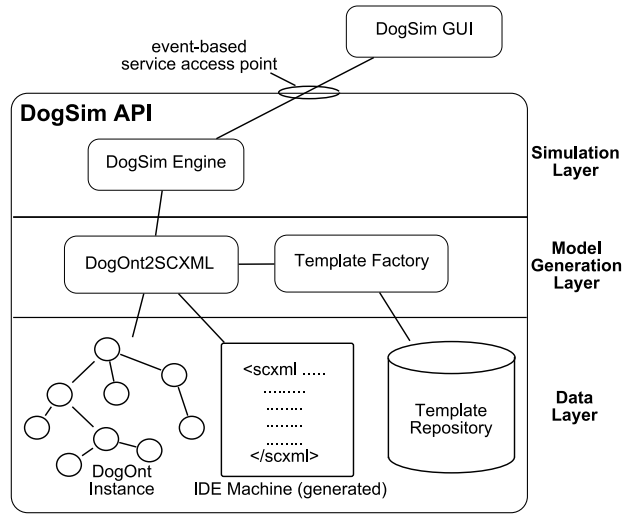 DogSim GUI
event-based
service access point
DogSim API
DogSim Engine
Simulation
Layer
DogOnt2SCXML
Template Factory
Model
Generation
Layer
<scxml .....
.........
........
........
........
</scxml>
Template
Repository
Data
Layer
DogOnt
Instance
IDE Machine (generated)